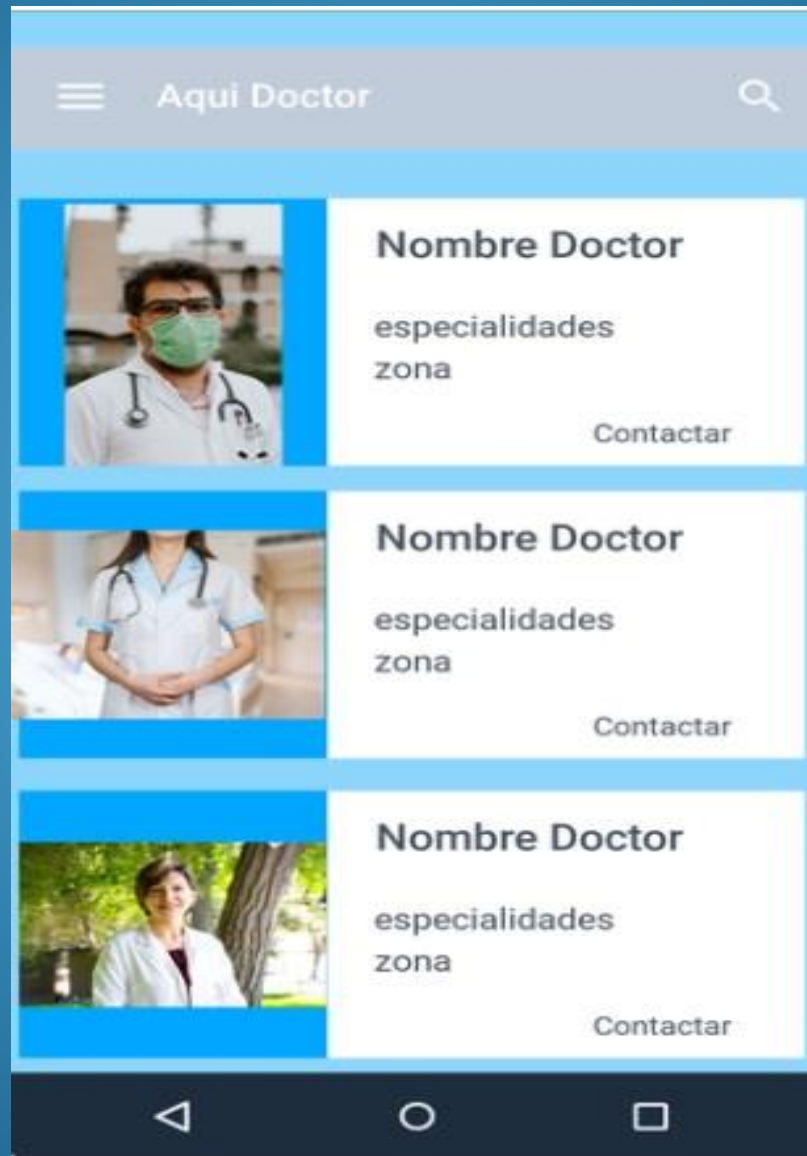 Aqui Doctor
Nombre Doctor
especialidades
zona
Contactar
Nombre Doctor
especialidades
zona
Contactar
Nombre Doctor
especialidades
zona
Contactar